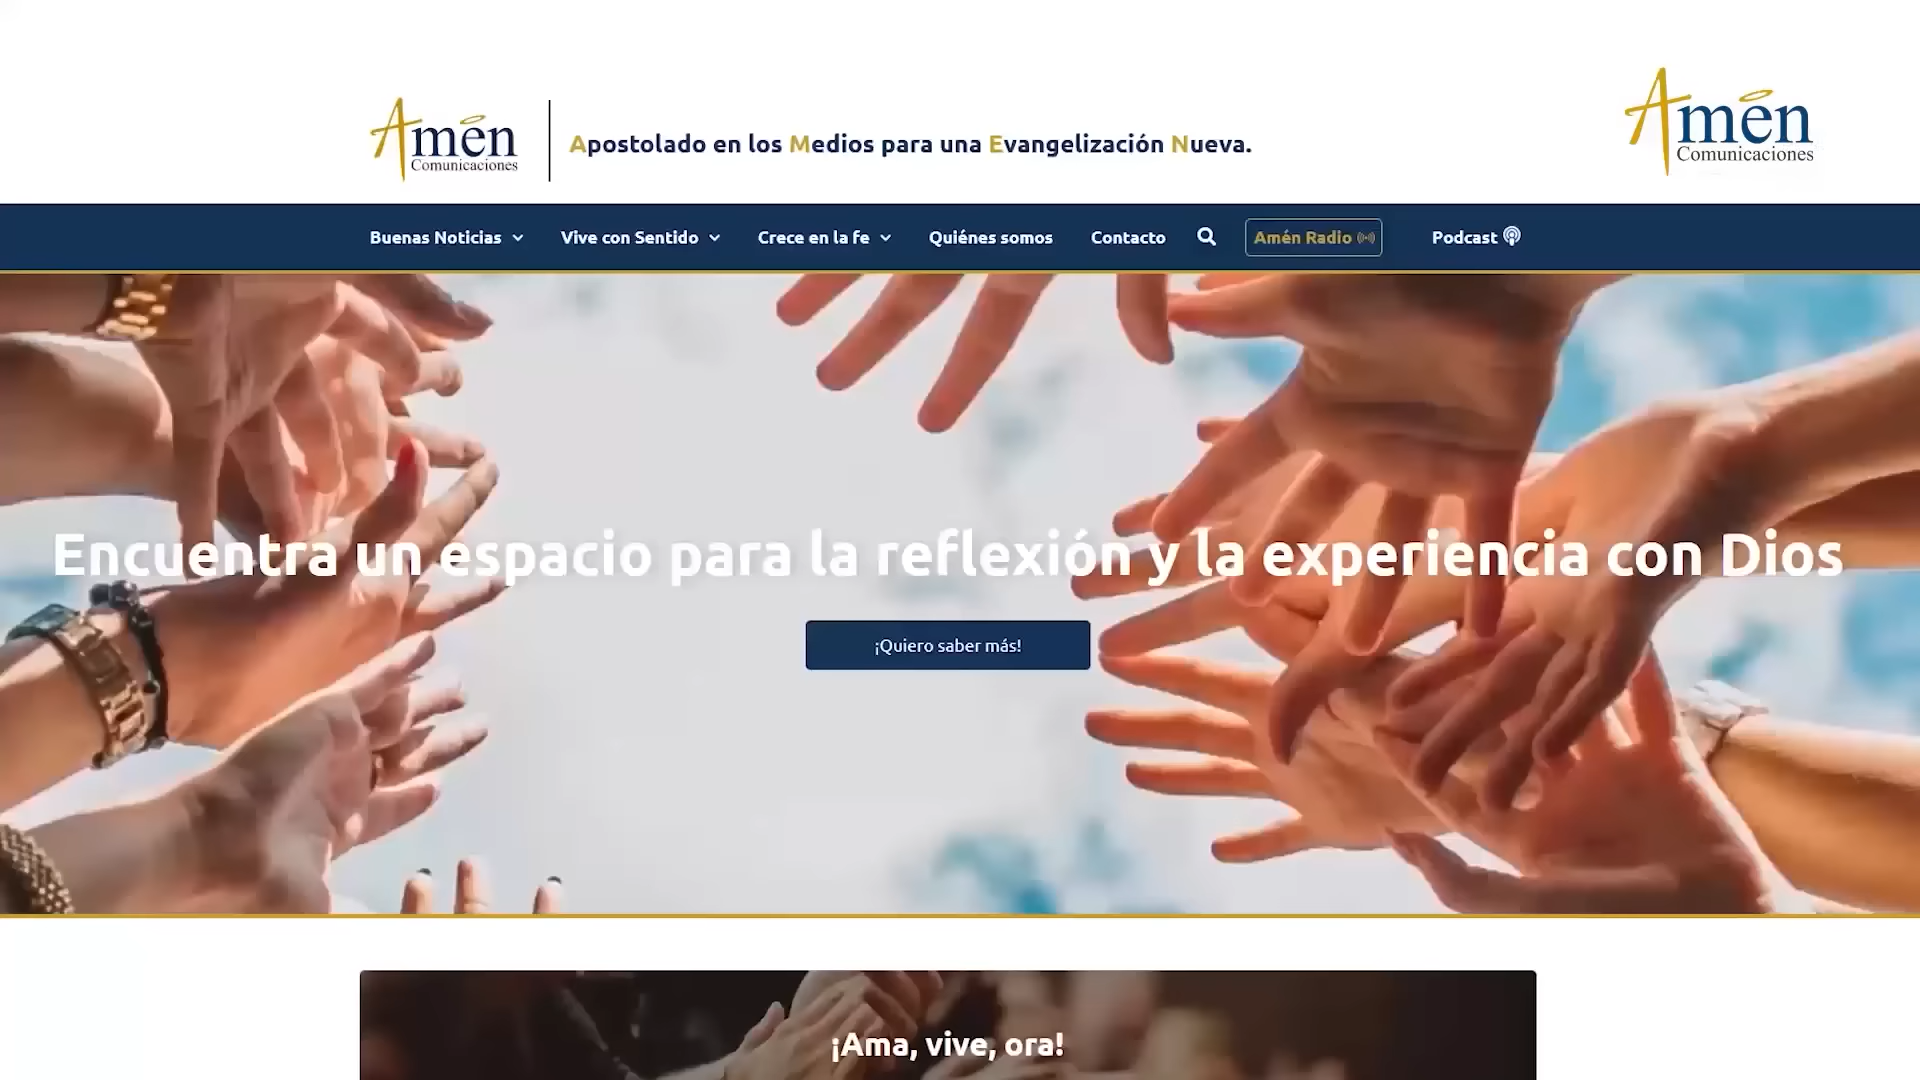 Amén
Comunicaciones
Apostolado en los Medios para una Evangelización Nueva.
Amén
Comunicaciones
Buenas Noticias
Vive con Sentido
Crece en la fe
Quiénes somos
Contacto
Amén Radio
Podcast
Encuentra un espacio para la reflexión y la experiencia con Dios
¡Quiero saber más!
¡Ama, vive, ora!